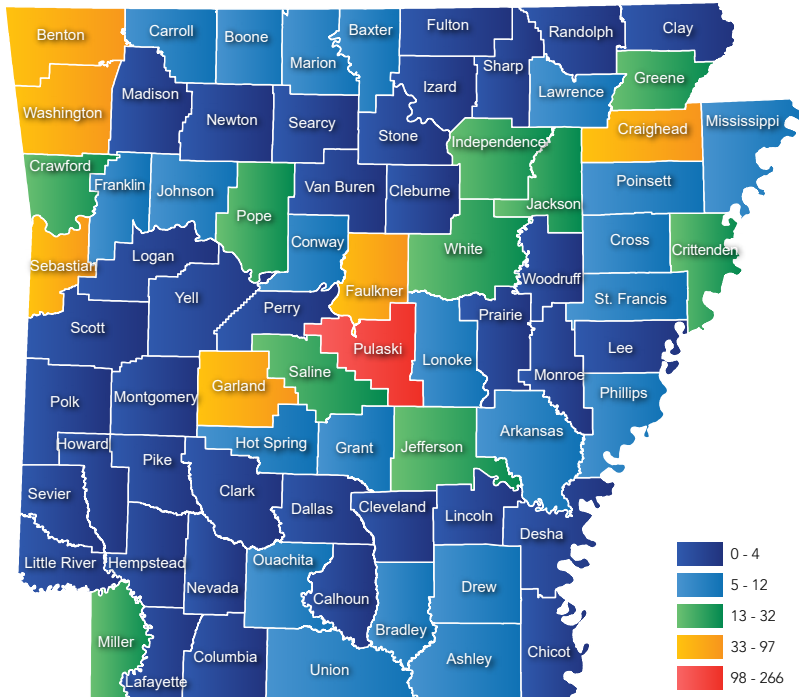 Benton
Carroll
Boone
Marion
Baxter
Fulton
Randolph
Clay
Sharp
Izard
Greene
Lawrence
Washington
Madison
Newton
Searcy
Stone
Independence
Craighead
Mississippi
Crawford
Franklin
Johnson
Pope
Van Buren
Cleburne
Jackson
Poinsett
Sebastian
Logan
Conway
White
Cross
Crittenden
Faulkner
Woodruff
Yell
Perry
St. Francis
Prairie
Scott
Pulaski
Lonoke
Lee
Saline
Monroe
Garland
Polk
Montgomery
Phillips
Howard
Hot Spring
Grant
Jefferson
Arkansas
Pike
Sevier
Clark
Dallas
Cleveland
Lincoln
Desha
Little River
Hempstead
Nevada
Ouachita
Calhoun
Drew
Bradley
Miller
Lafayette
Columbia
Union
Ashley
Chicot
0 - 4
5 - 12
13 - 32
33 - 97
98 - 266